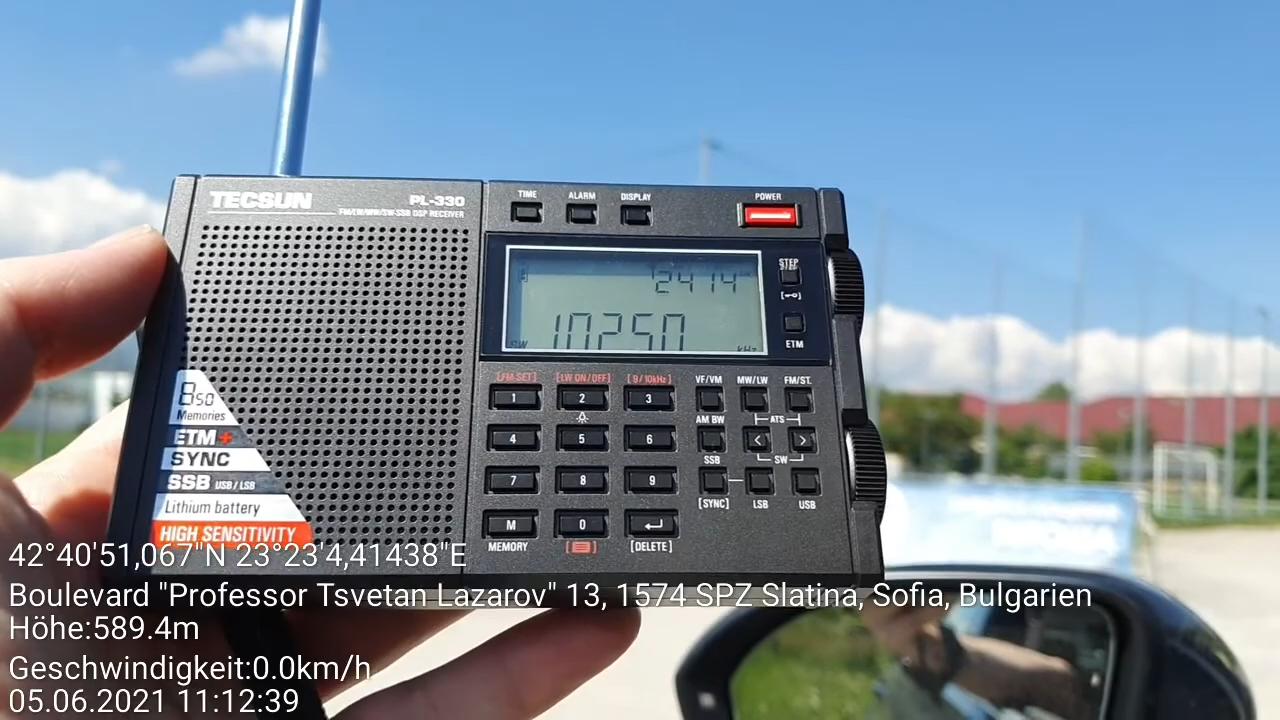 TECSUN PL-330
FM/LW/MW/SW-SSB DSP RECEIVER
TIME ALARM DISPLAY POWER
2414
10250
SW kHz
STEP
ETM
[FM-SET] [LW ON/OFF] [9/10kHz] VF/VM MW/LW FM/ST.
1 2 3
AM BW ATS
4 5 6 < >
SSB SW
7 8 9
[SYNC] LSB USB
M 0
MEMORY [DELETE]
850
Memories
ETM+
SYNC
SSB USB / LSB
Lithium battery
HIGH SENSITIVITY
42°40'51,067"N 23°23'4,41438"E
Boulevard "Professor Tsvetan Lazarov" 13, 1574 SPZ Slatina, Sofia, Bulgarien
Höhe:589.4m
Geschwindigkeit:0.0km/h
05.06.2021 11:12:39